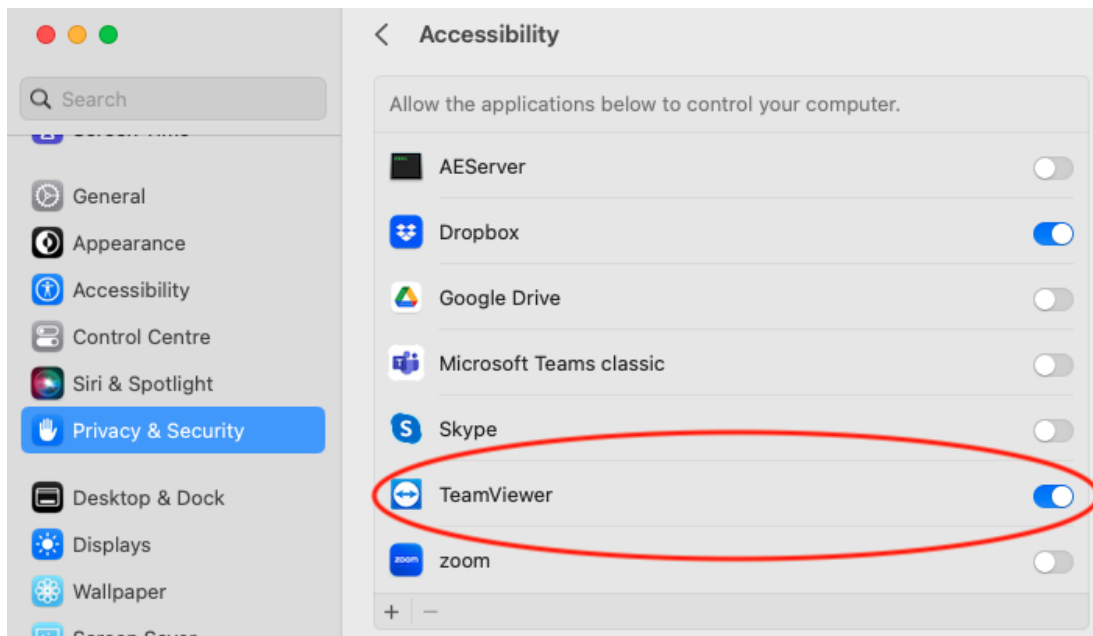 Accessibility
Search
Allow the applications below to control your computer.
AEServer
General
Dropbox
Appearance
Accessibility
Google Drive
Control Centre
Microsoft Teams classic
Siri & Spotlight
Skype
Privacy & Security
TeamViewer
Desktop & Dock
Displays
zoom
zoom
Wallpaper